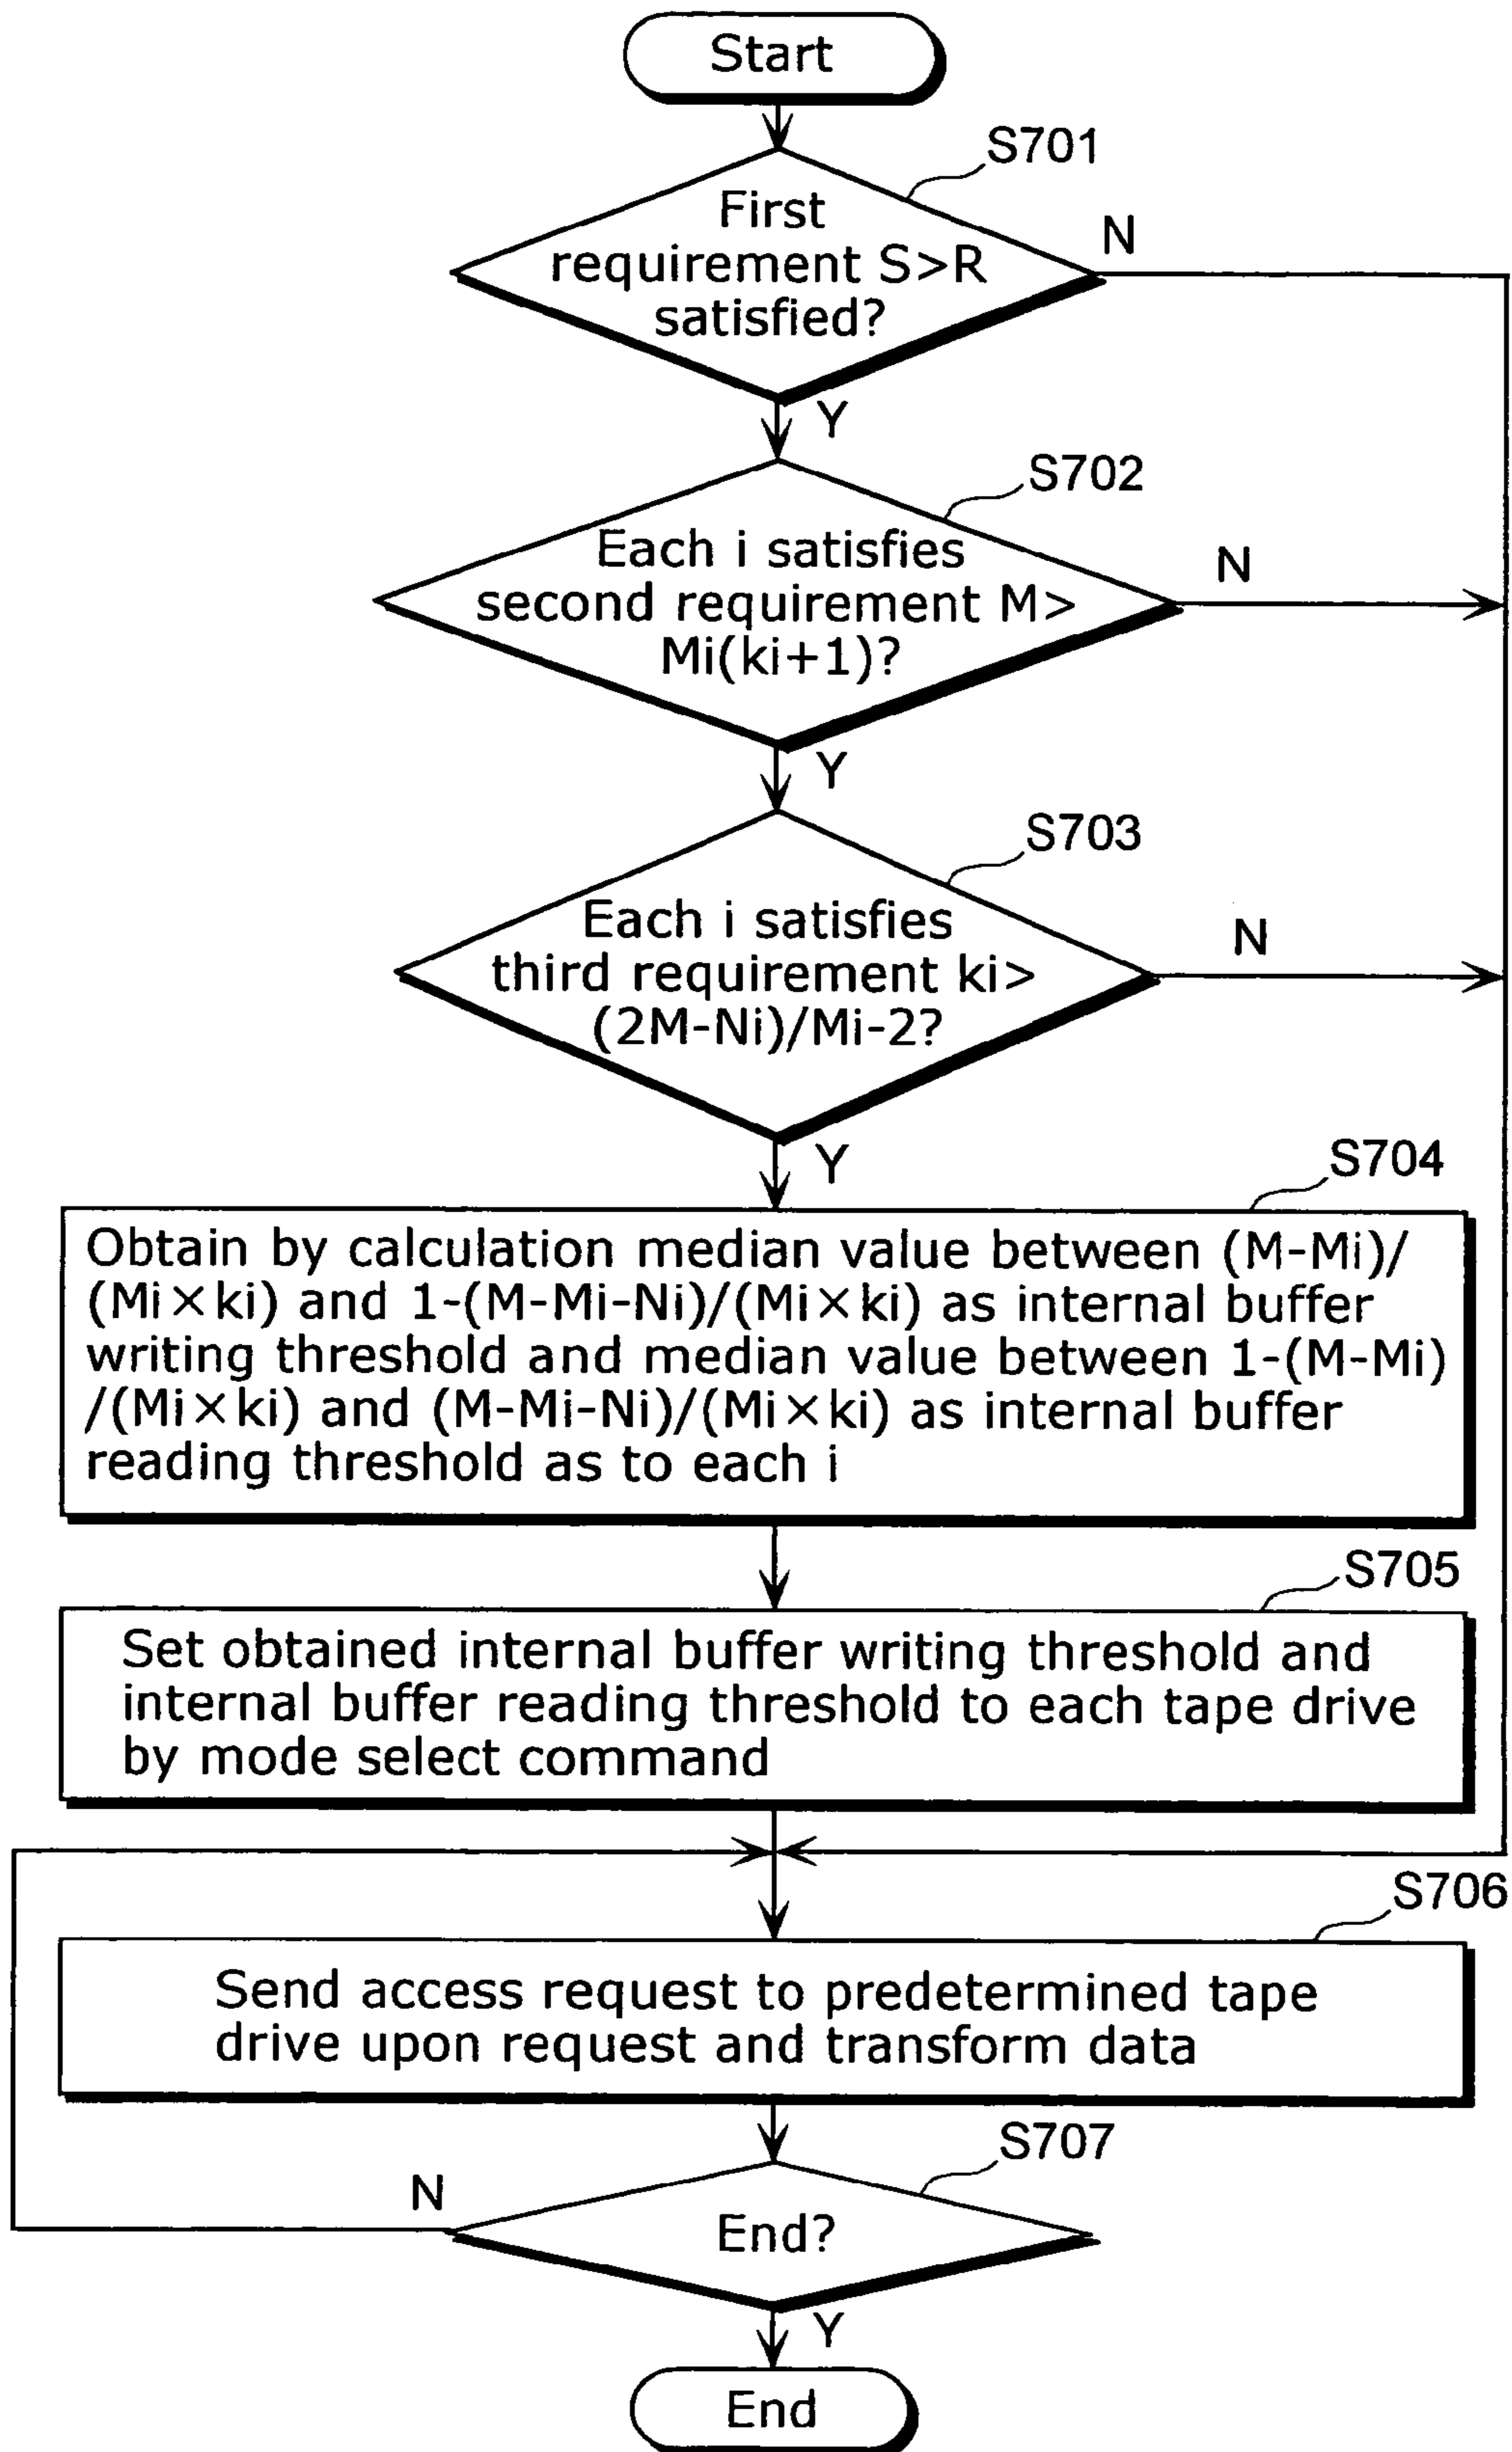 Start
S701
First
requirement S>R
satisfied?
N
Y
S702
Each i satisfies
second requirement M>
Mi(ki+1)?
N
Y
S703
Each i satisfies
third requirement ki>
(2M-Ni)/Mi-2?
N
Y
S704
Obtain by calculation median value between (M-Mi)/
(Mi×ki) and 1-(M-Mi-Ni)/(Mi×ki) as internal buffer
writing threshold and median value between 1-(M-Mi)
/(Mi×ki) and (M-Mi-Ni)/(Mi×ki) as internal buffer
reading threshold as to each i
S705
Set obtained internal buffer writing threshold and
internal buffer reading threshold to each tape drive
by mode select command
S706
Send access request to predetermined tape
drive upon request and transform data
S707
N
End?
Y
End